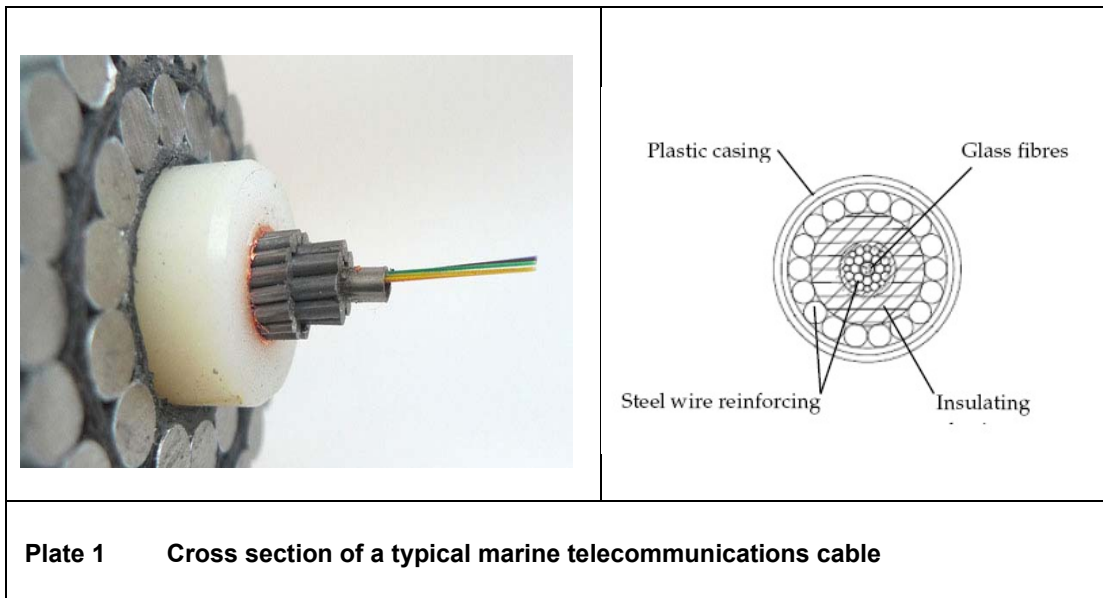 Plastic casing
Glass fibres
Steel wire reinforcing
Insulating
Plate 1 Cross section of a typical marine telecommunications cable